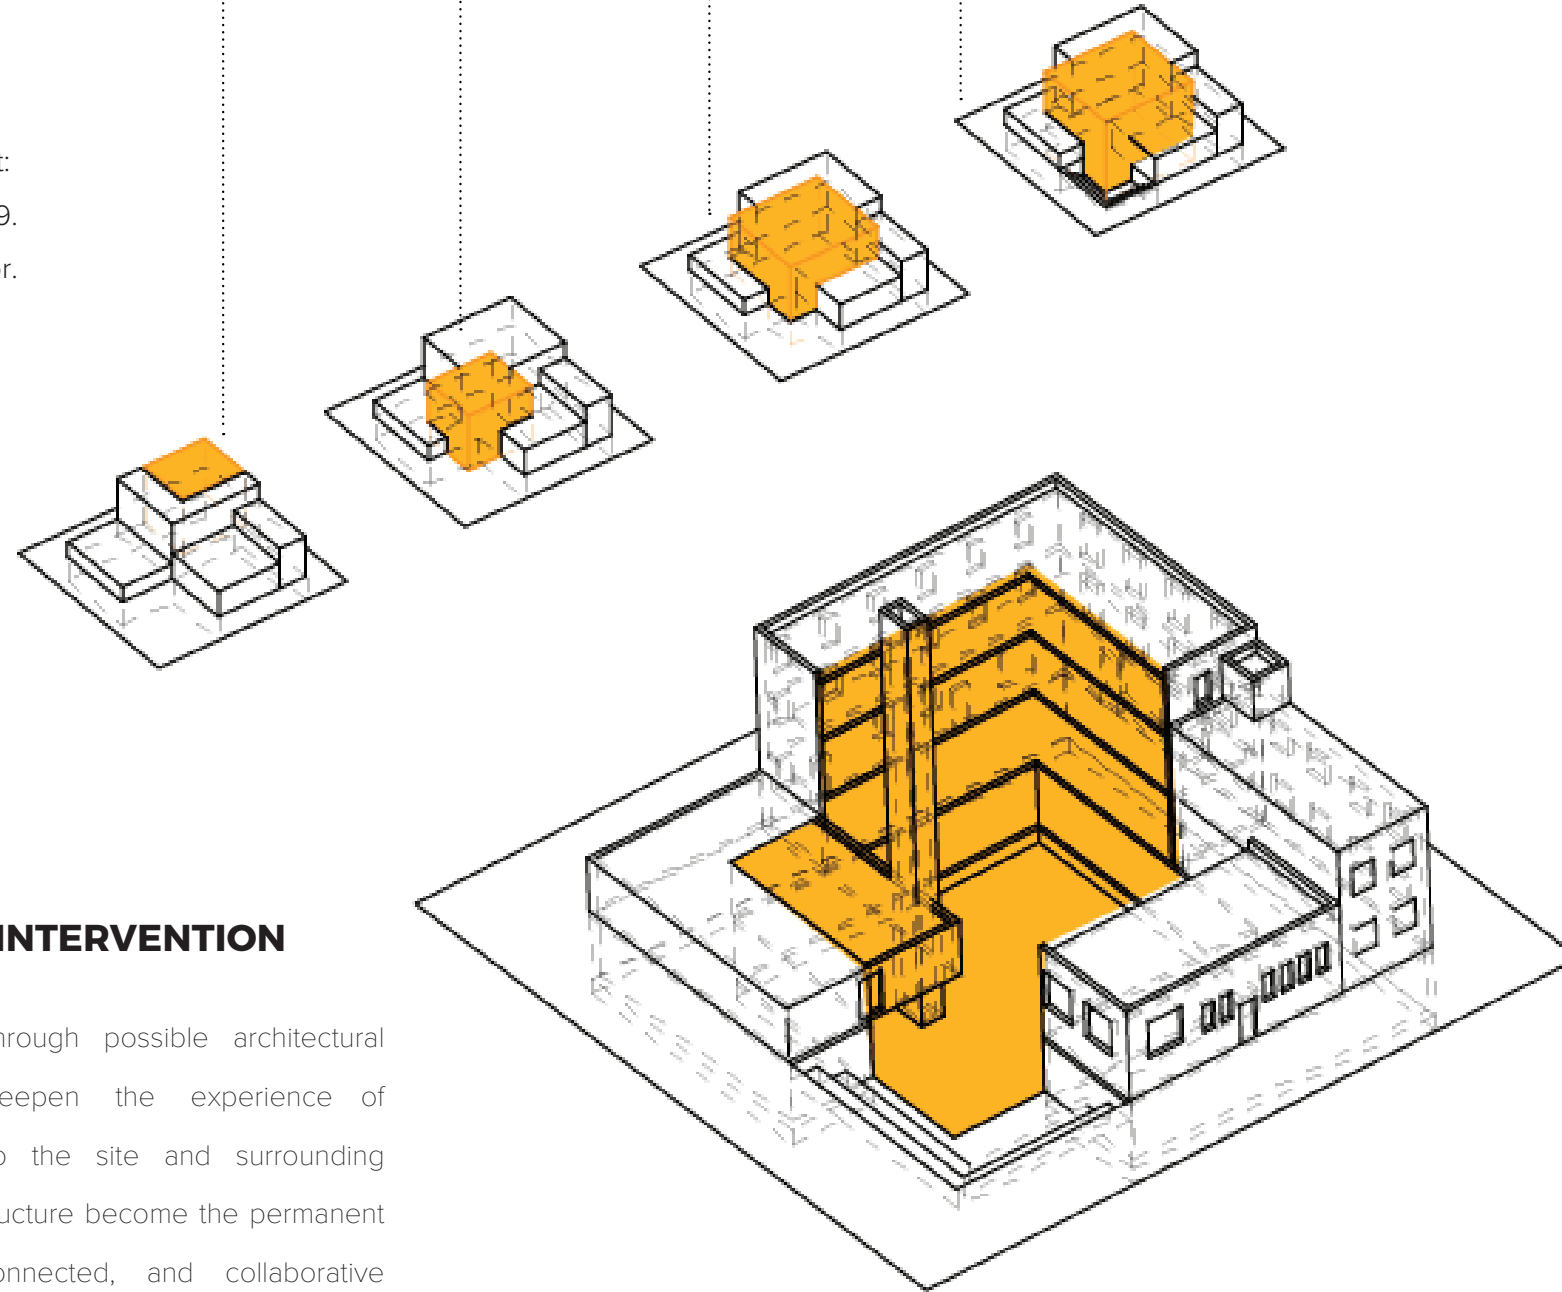 t:
9.
or.
INTERVENTION
hrough possible architectural
eepen the experience of
o the site and surrounding
ucture become the permanent
onnected, and collaborative